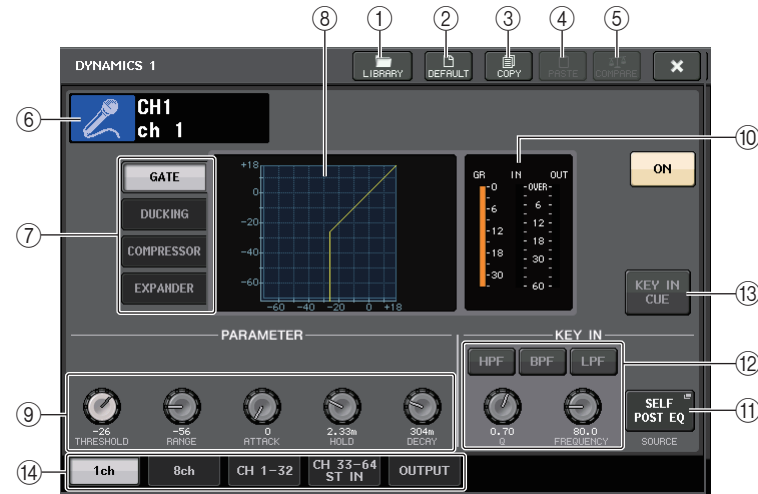 ⑧ ① ② ③ ④ ⑤
DYNAMICS 1
LIBRARY DEFAULT COPY PASTE COMPARE ×
⑥ CH1
ch 1
⑦ GATE
DUCKING
COMPRESSOR
EXPANDER
+18
0
-20
-40
-60
-60 -40 -20 0 +18
⑩
GR IN OUT
-0 -OVER-
-6 - 6 -
-12 - 12 -
-18 - 18 -
-30 - 30 -
- 60 -
ON
KEY IN
CUE
⑬
PARAMETER
KEY IN
HPF BPF LPF
⑫
⑨
-26 -56 0 2.33m 304m
THRESHOLD RANGE ATTACK HOLD DECAY
0.70 80.0
Q FREQUENCY
SELF
POST EQ
SOURCE
⑪
⑭ 1ch 8ch CH 1-32 CH 33-64
ST IN OUTPUT